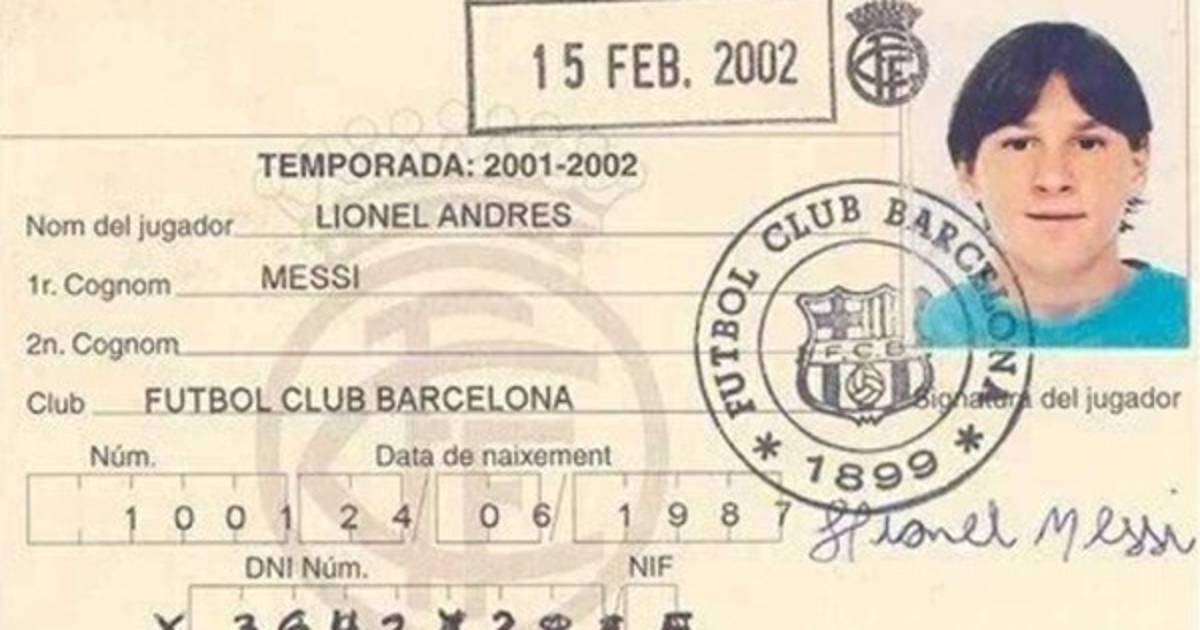 15 FEB. 2002
TEMPORADA: 2001-2002
Nom del jugador LIONEL ANDRES
1r. Cognom MESSI
2n. Cognom
Club FUTBOL CLUB BARCELONA
FUTBOL CLUB BARCELONA
F.C.B
* 1899 *
Signatura del jugador
Núm. Data de naixement
1 0 0 1 2 4 / 0 6 / 1 9 8 7
Lionel Messi
DNI Núm. NIF